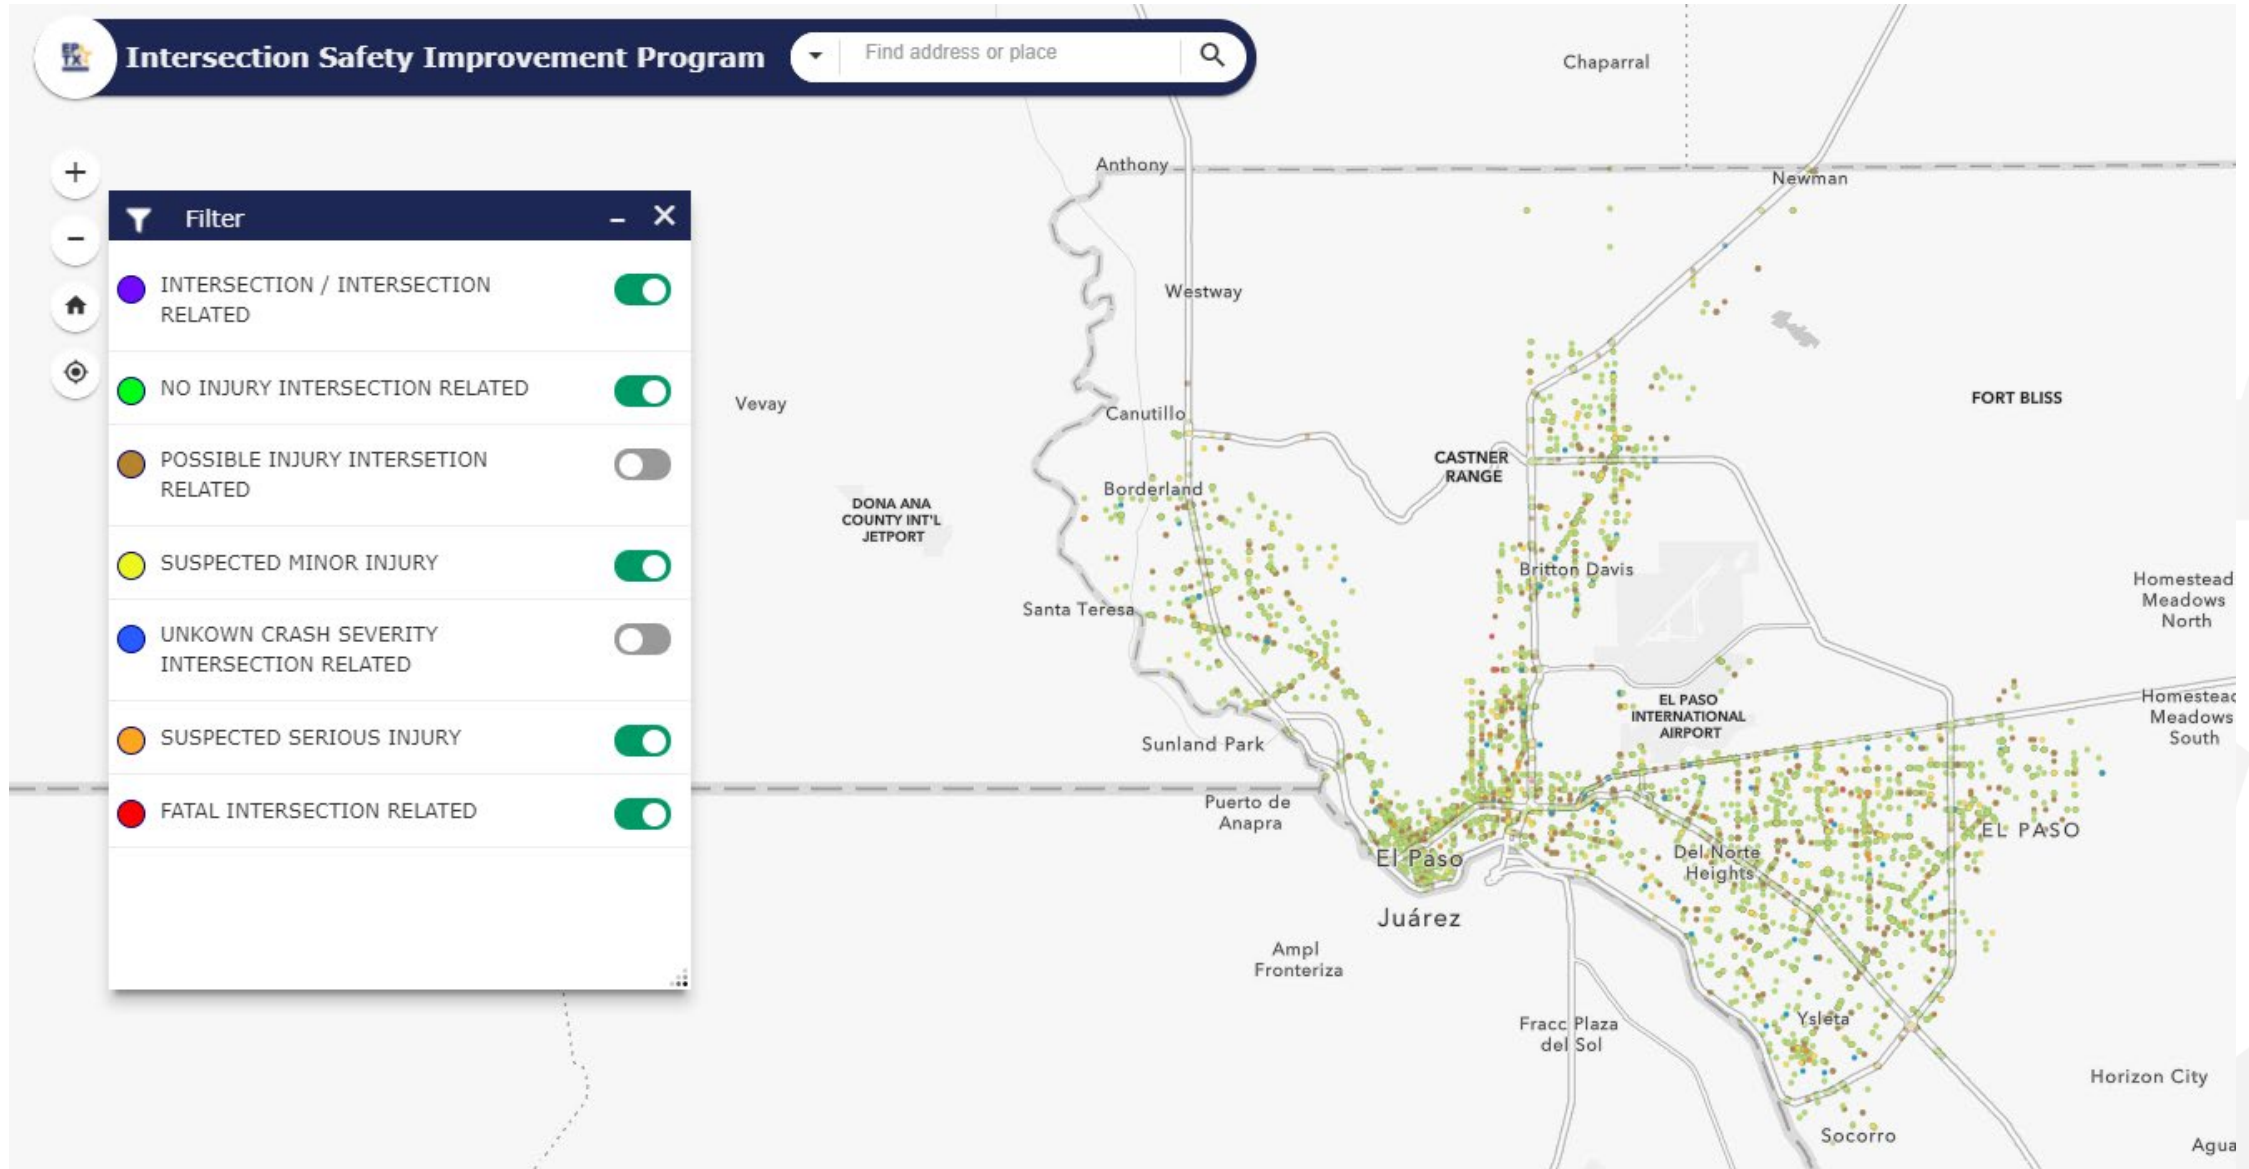 EP
TX
Intersection Safety Improvement Program
Find address or place
Filter
INTERSECTION / INTERSECTION
RELATED
NO INJURY INTERSECTION RELATED
POSSIBLE INJURY INTERSETION
RELATED
SUSPECTED MINOR INJURY
UNKOWN CRASH SEVERITY
INTERSECTION RELATED
SUSPECTED SERIOUS INJURY
FATAL INTERSECTION RELATED
Chaparral
Anthony
Newman
Westway
Vevay
Canutillo
FORT BLISS
CASTNER
RANGE
Borderland
DONA ANA
COUNTY INT'L
JETPORT
Britton Davis
Homestead
Meadows
North
Santa Teresa
EL PASO
INTERNATIONAL
AIRPORT
Homestead
Meadows
South
Sunland Park
Puerto de
Anapra
EL PASO
El Paso
Del Norte
Heights
Juárez
Ampl
Fronteriza
Fracc Plaza
del Sol
Ysleta
Horizon City
Socorro
Agua